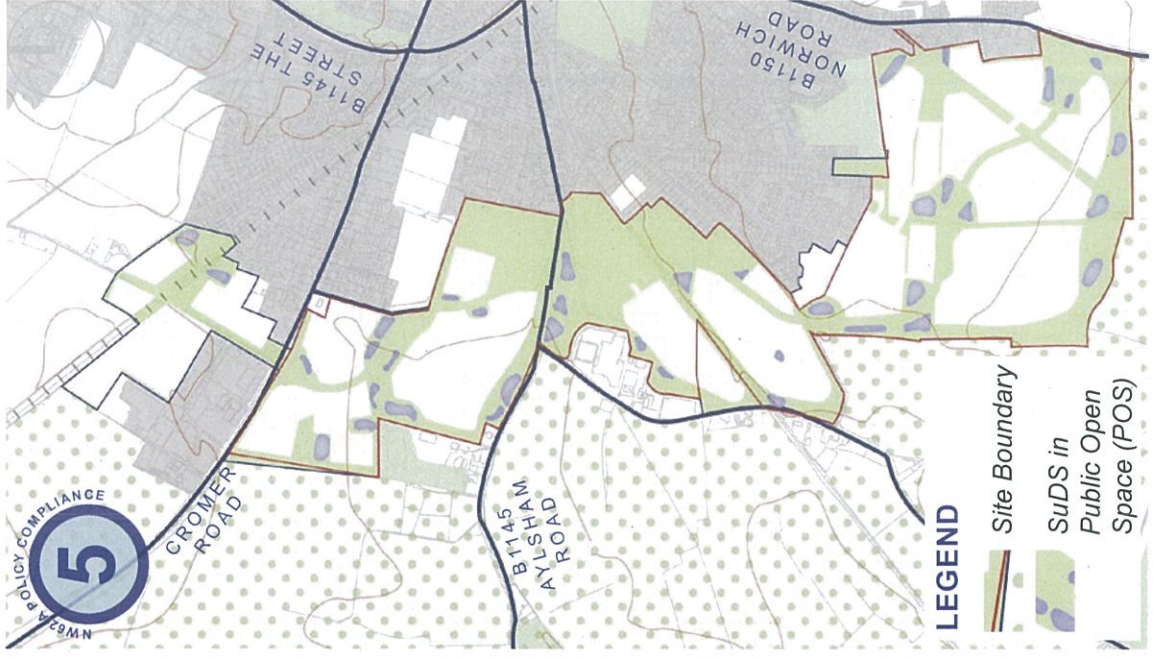 NW62/A POLICY COMPLIANCE
5
CROMER
ROAD
B1145 THE
STREET
B1150
NORWICH
ROAD
B1145
AYLSHAM
ROAD
LEGEND
Site Boundary
SuDS in
Public Open
Space (POS)